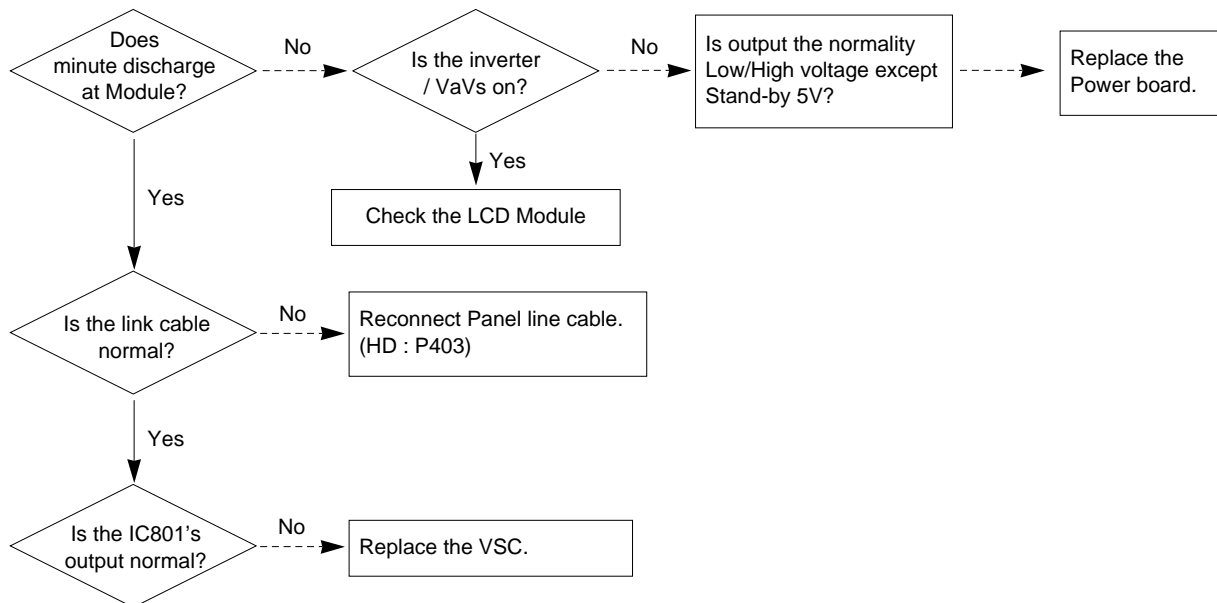 Does
minute discharge
at Module?
No
Is the inverter
/ VaVs on?
No
Is output the normality
Low/High voltage except
Stand-by 5V?
Replace the
Power board.
Yes
Check the LCD Module
Yes
Is the link cable
normal?
No
Reconnect Panel line cable.
(HD : P403)
Yes
Is the IC801’s
output normal?
No
Replace the VSC.